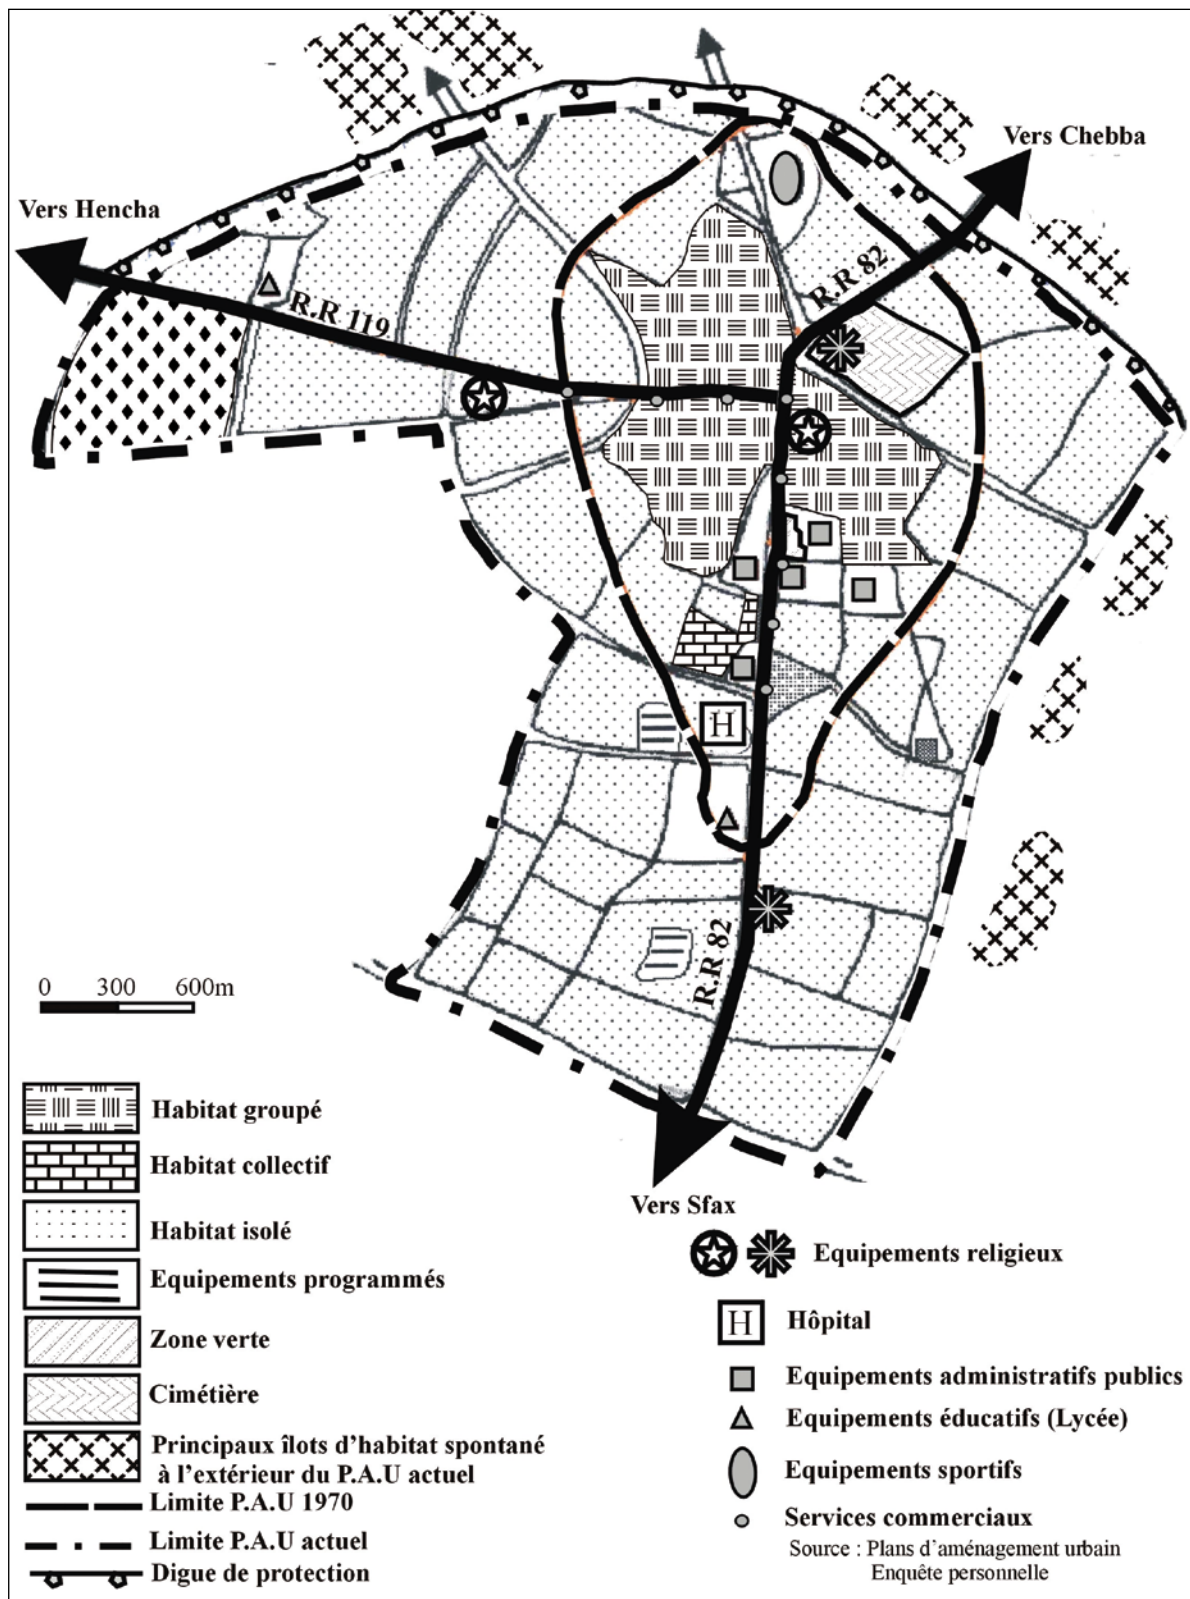 Vers Chebba
Vers Hencha
R.R 82
R.R 119
H
R.R 82
0 300 600m
Vers Sfax
Habitat groupé
Habitat collectif
Habitat isolé
Equipements programmés
Zone verte
Cimétière
Principaux îlots d'habitat spontané
à l'extérieur du P.A.U actuel
Limite P.A.U 1970
Limite P.A.U actuel
Digue de protection
Equipements religieux
H Hôpital
Equipements administratifs publics
Equipements éducatifs (Lycée)
Equipements sportifs
Services commerciaux
Source : Plans d'aménagement urbain
Enquête personnelle